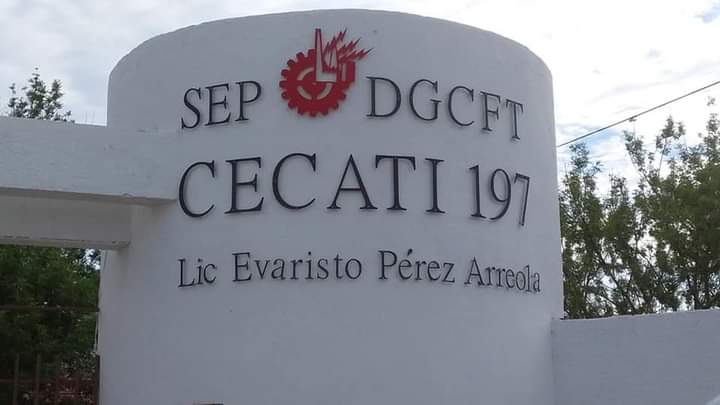 SEP DGCFT
CECATI 197
Lic Evaristo Pérez Arreola